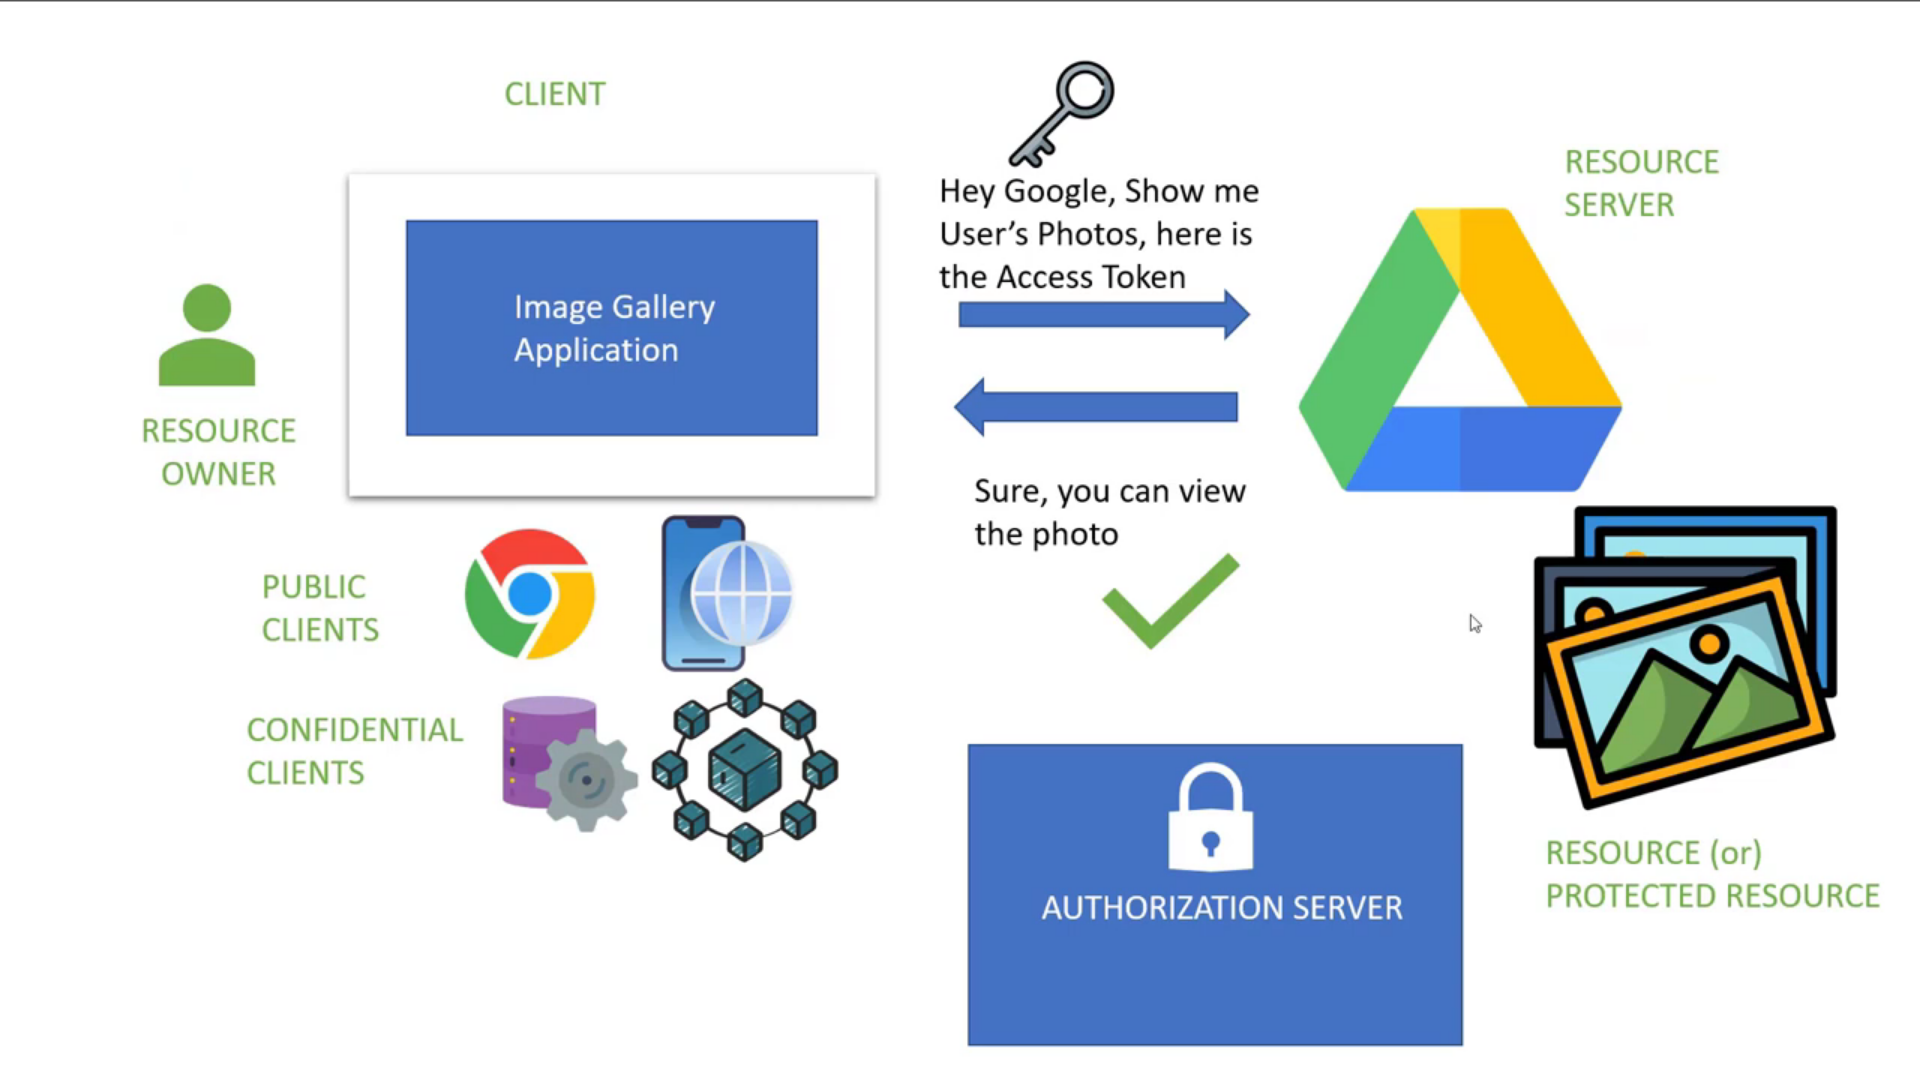 CLIENT
Hey Google, Show me
User's Photos, here is
the Access Token
RESOURCE
SERVER
Image Gallery
Application
RESOURCE
OWNER
Sure, you can view
the photo
PUBLIC
CLIENTS
CONFIDENTIAL
CLIENTS
AUTHORIZATION SERVER
RESOURCE (or)
PROTECTED RESOURCE